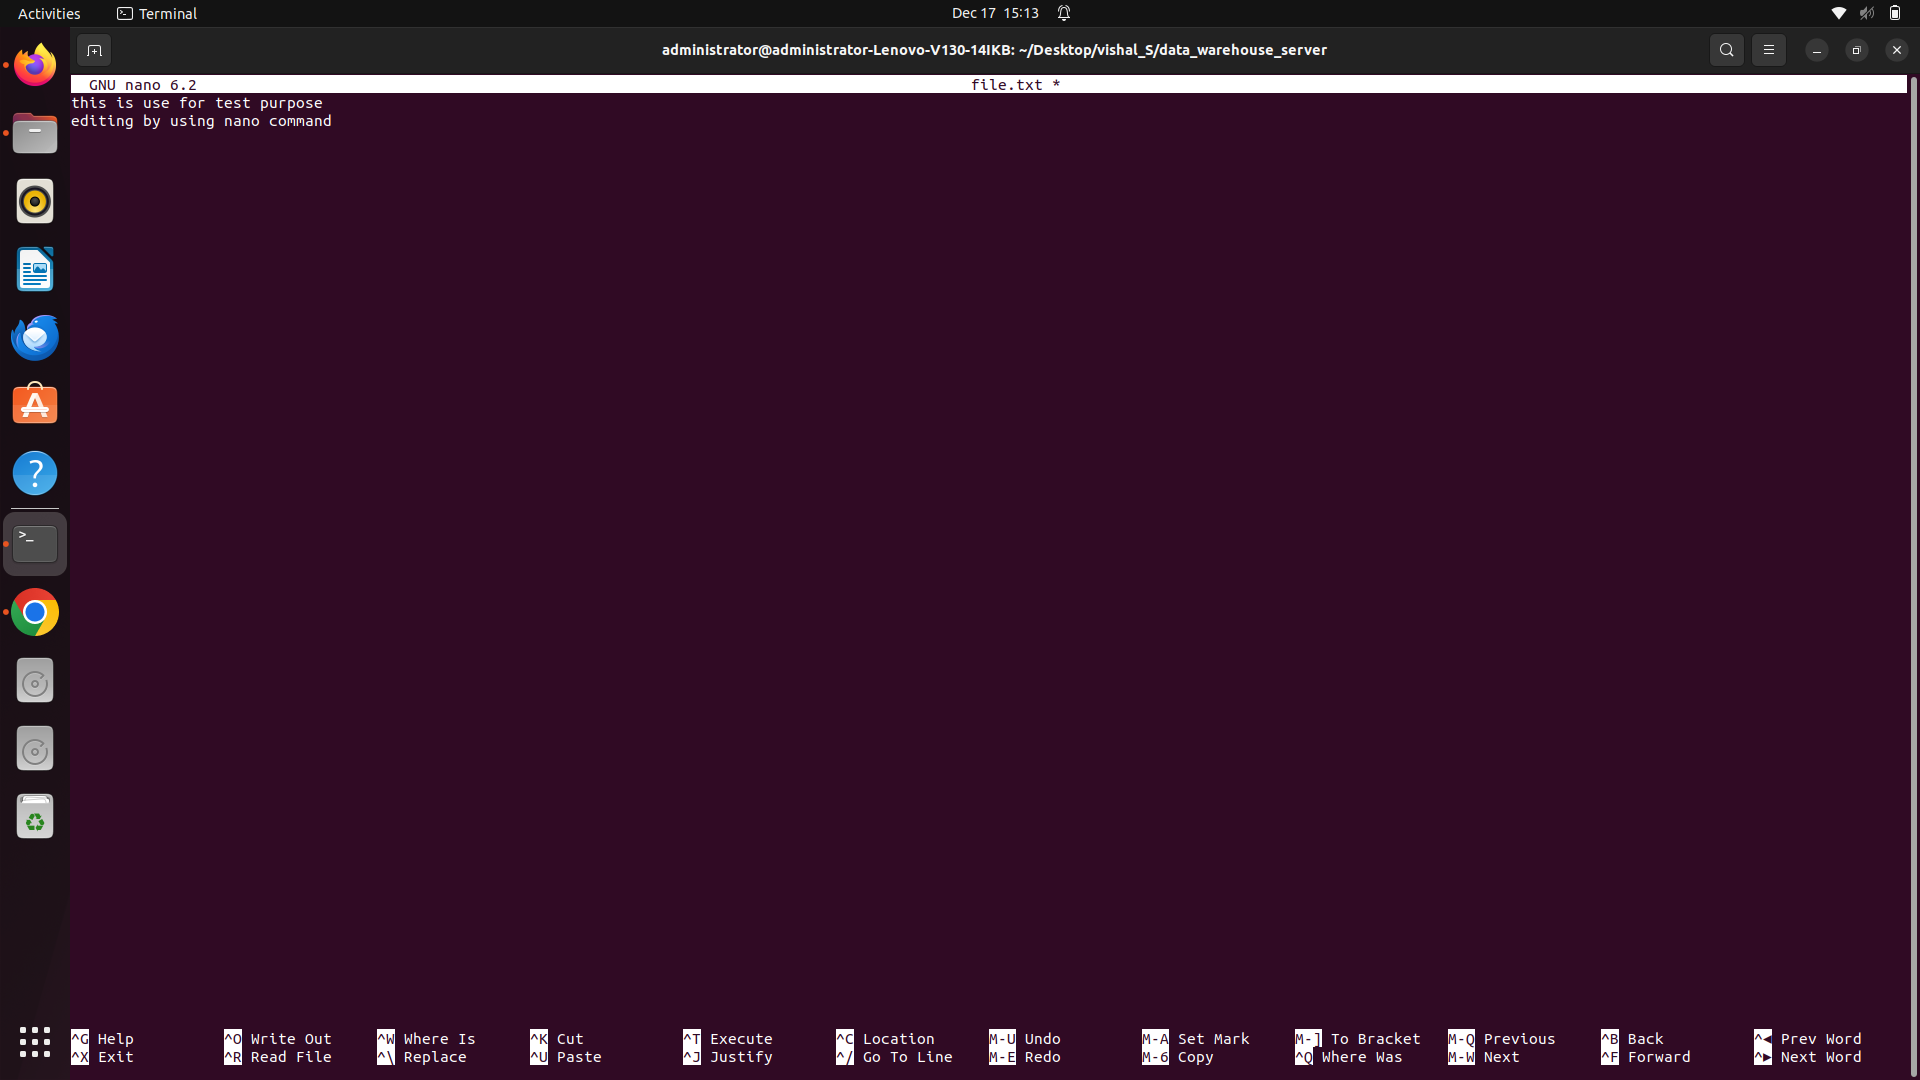 Activities Terminal Dec 17 15:13
administrator@administrator-Lenovo-V130-14IKB: ~/Desktop/vishal_S/data_warehouse_server
GNU nano 6.2 file.txt *
this is use for test purpose
editing by using nano command
^G Help ^O Write Out ^W Where Is ^K Cut ^T Execute ^C Location M-U Undo M-A Set Mark M-] To Bracket M-Q Previous ^B Back ^◀ Prev Word
^X Exit ^R Read File ^\ Replace ^U Paste ^J Justify ^/ Go To Line M-E Redo M-6 Copy ^Q Where Was M-W Next ^F Forward ^▶ Next Word